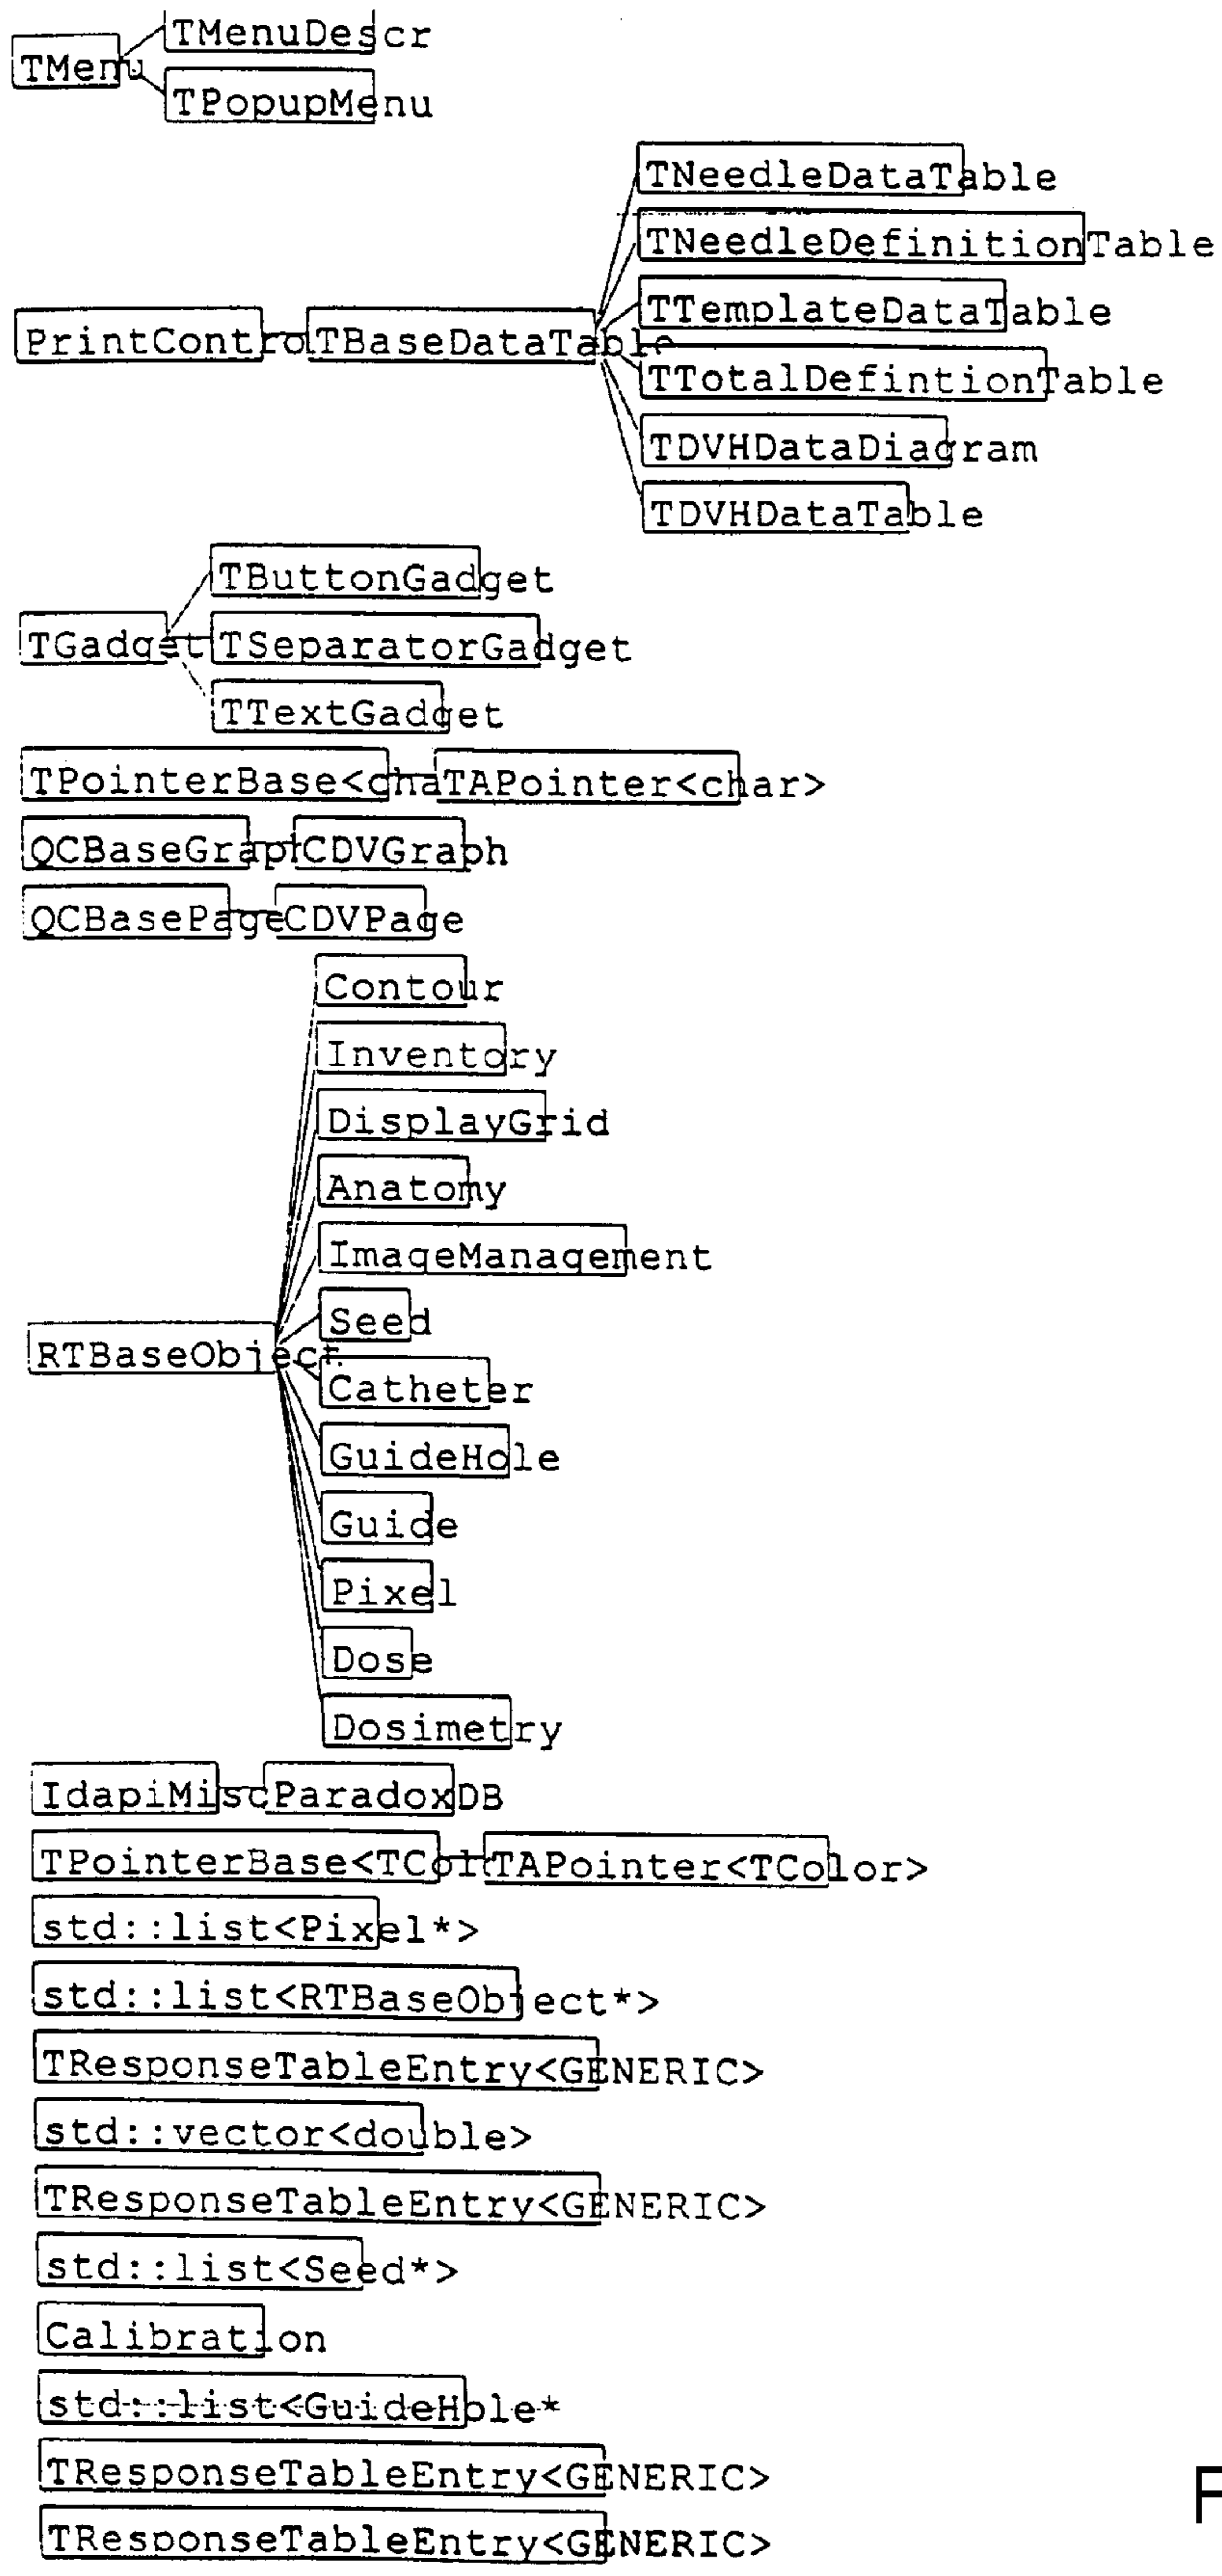 TMenuDescr
TMenu
TPopupMenu
TNeedleDataTable
TNeedleDefinitionTable
TTemplateDataTable
PrintContro TBaseDataTable
TTotalDefintionTable
TDVHDataDiagram
TDVHDataTable
TButtonGadget
TGadget TSeparatorGadget
TTextGadget
TPointerBase<cha TAPointer<char>
QCBaseGrap CDVGraph
QCBasePage CDVPage
Contour
Inventory
DisplayGrid
Anatomy
ImageManagement
Seed
RTBaseObject
Catheter
GuideHole
Guide
Pixel
Dose
Dosimetry
IdapiMisc ParadoxDB
TPointerBase<TCol TAPointer<TColor>
std::list<Pixel*>
std::list<RTBaseObject*>
TResponseTableEntry<GENERIC>
std::vector<double>
TResponseTableEntry<GENERIC>
std::list<Seed*>
Calibration
std::list<GuideHole*
TResponseTableEntry<GENERIC>
F
TResponseTableEntry<GENERIC>